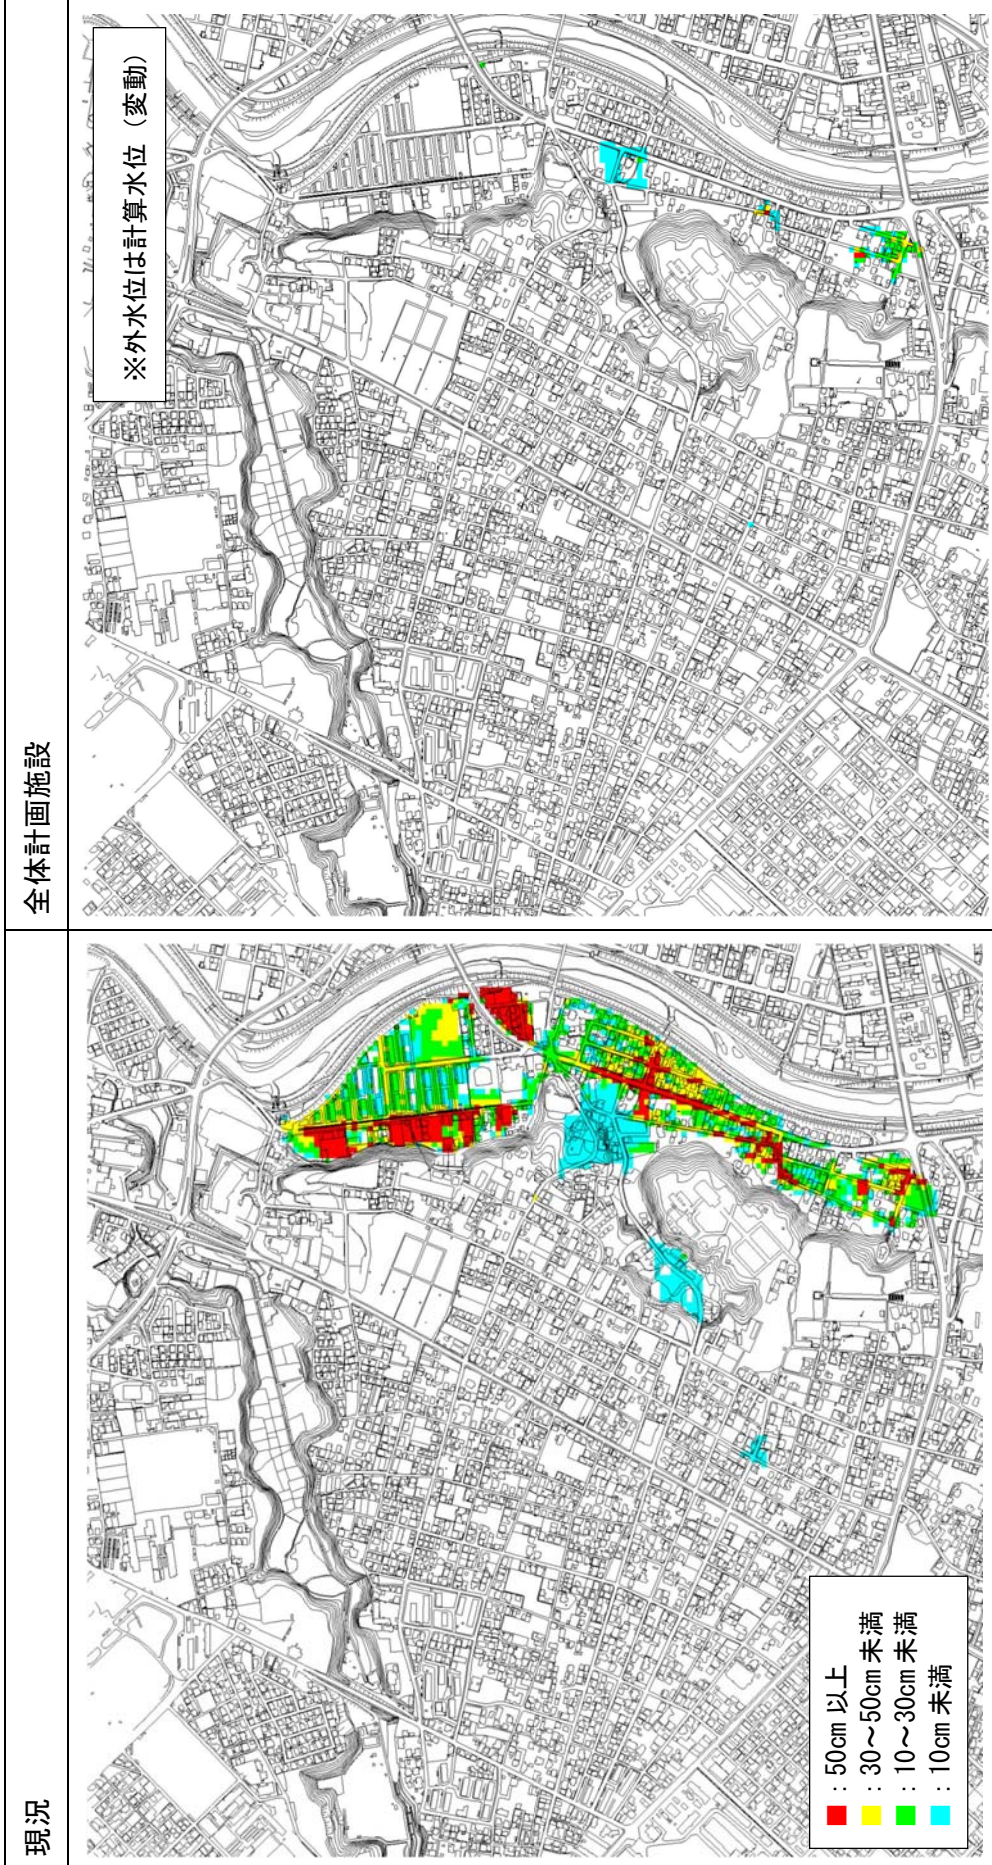 現況
全体計画施設
※外水位は計算水位（変動）
■：50cm 以上
■：30～50cm 未満
■：10～30cm 未満
■：10cm 未満